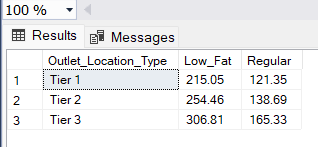 100 %
Results Messages
Outlet_Location_Type Low_Fat Regular
1 Tier 1 215.05 121.35
2 Tier 2 254.46 138.69
3 Tier 3 306.81 165.33